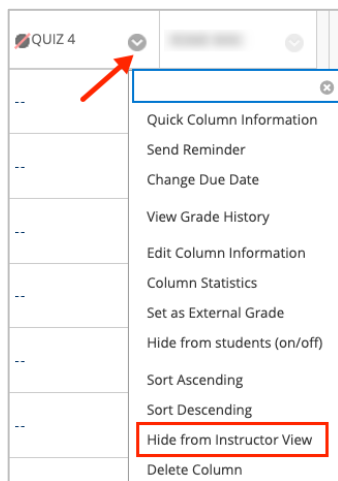 QUIZ 4
--
Quick Column Information
Send Reminder
--
Change Due Date
View Grade History
--
Edit Column Information
Column Statistics
--
Set as External Grade
Hide from students (on/off)
--
Sort Ascending
Sort Descending
--
Hide from Instructor View
Delete Column